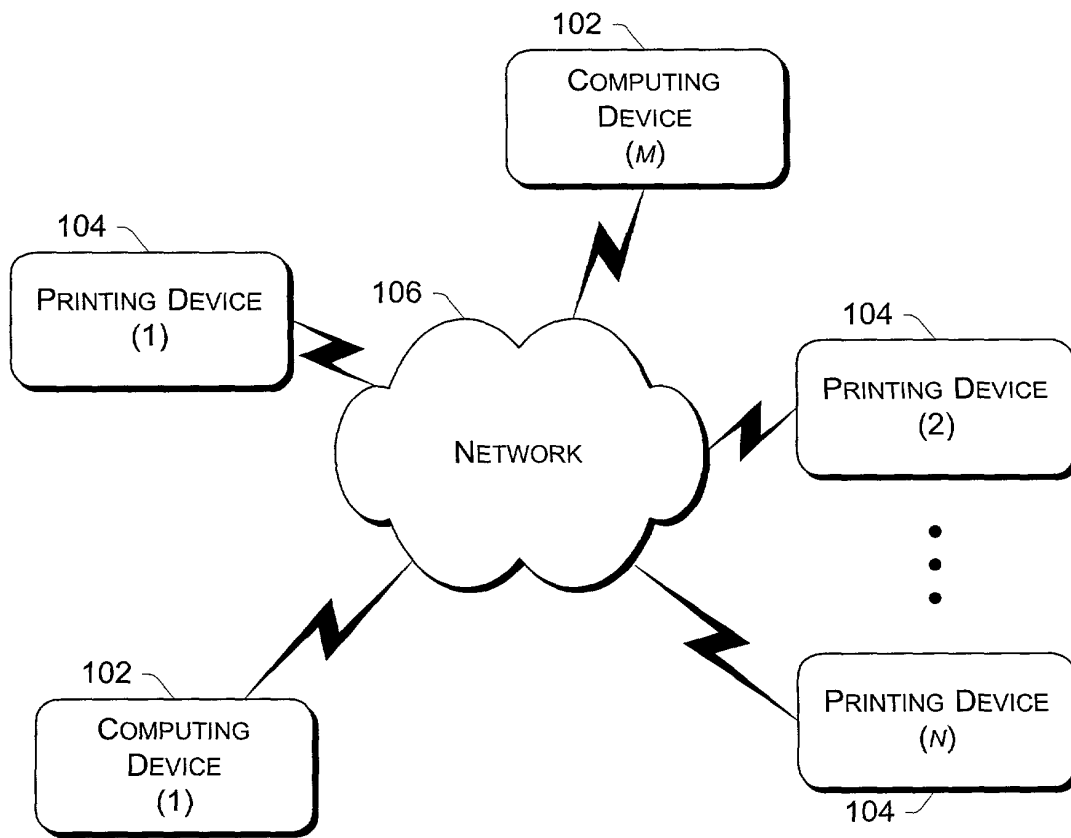 102
COMPUTING
DEVICE
(M)
104
PRINTING DEVICE
(1)
106
104
PRINTING DEVICE
(2)
NETWORK
102
COMPUTING
DEVICE
(1)
PRINTING DEVICE
(N)
104